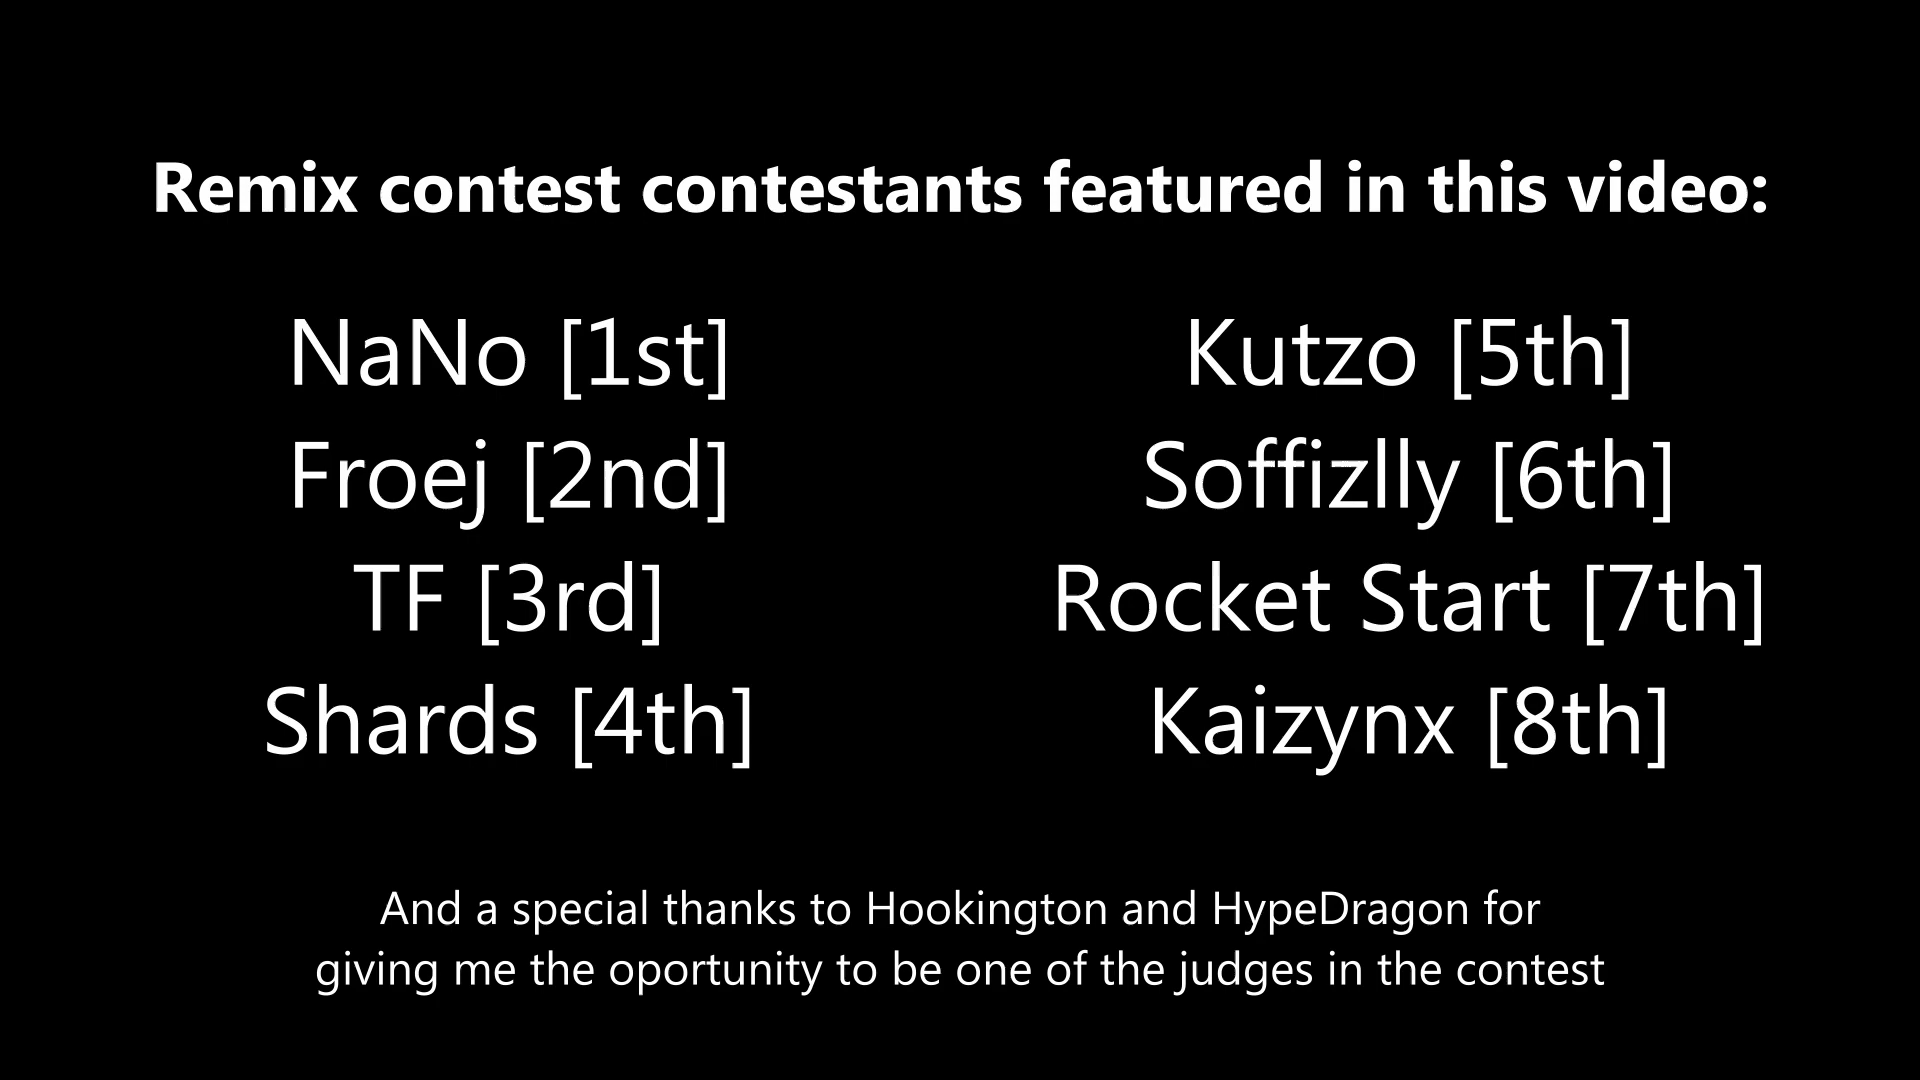 Remix contest contestants featured in this video:
NaNo [1st]
Froej [2nd]
TF [3rd]
Shards [4th]
Kutzo [5th]
Soffizlly [6th]
Rocket Start [7th]
Kaizynx [8th]
And a special thanks to Hookington and HypeDragon for
giving me the oportunity to be one of the judges in the contest